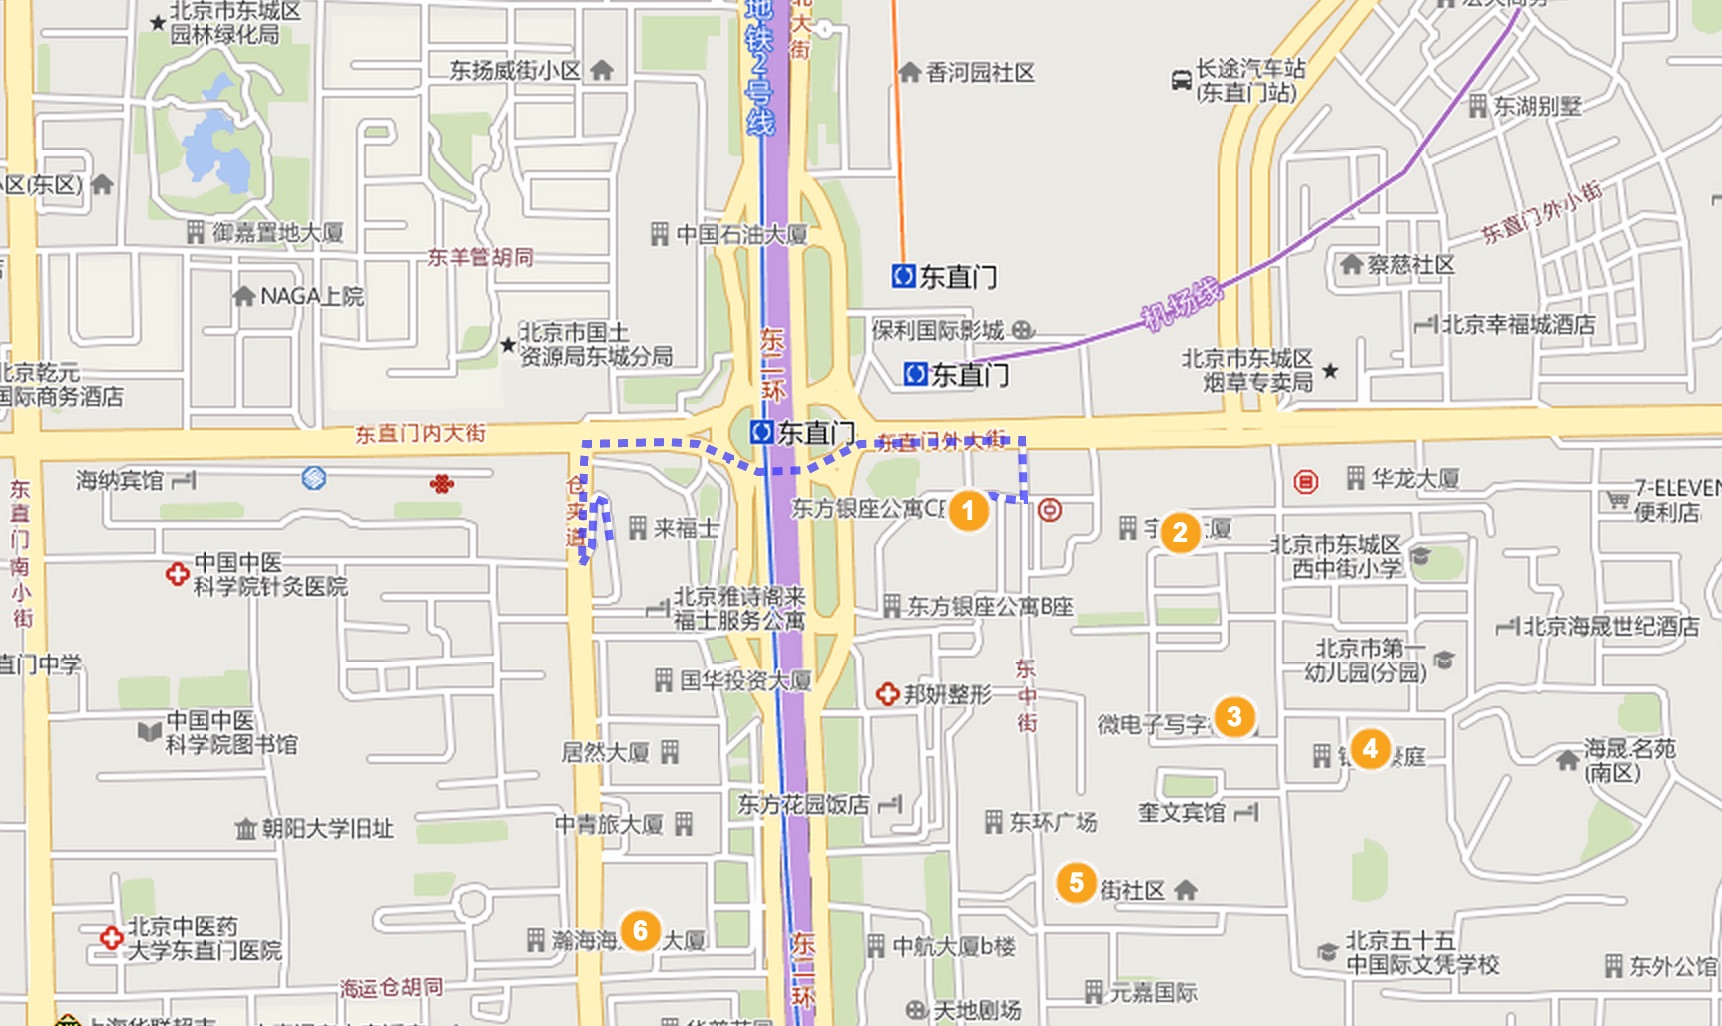 北京市东城区
园林绿化局
地铁2号线
北大街
东扬威街小区
香河园社区
长途汽车站
(东直门站)
东湖别墅
小区(东区)
御嘉置地大厦
中国石油大厦
东直门外小街
东羊管胡同
东直门
察慈社区
NAGA上院
机场线
北京市国土
资源局东城分局
东二环
保利国际影城
北京幸福城酒店
北京乾元
国际商务酒店
东直门
北京市东城区
烟草专卖局
东直门内大街
东直门
东直门外大街
海纳宾馆
华龙大厦
7-ELEVEN
便利店
东直门南小街
仓夹道
来福士
东方银座公寓C座
1
2
大厦
北京市东城区
西中街小学
中国中医
科学院针灸医院
北京雅诗阁来
福士服务公寓
东方银座公寓B座
北京海晟世纪酒店
直门中学
北京市第一
幼儿园(分园)
国华投资大厦
邦妍整形
东中街
中国中医
科学院图书馆
微电子写字
3
4
豪庭
居然大厦
海晟.名苑
(南区)
东方花园饭店
奎文宾馆
朝阳大学旧址
中青旅大厦
东环广场
5
街社区
北京中医药
大学东直门医院
瀚海海
6
大厦
东二环
中航大厦b楼
北京五十五
中国际文凭学校
东外公馆
海运仓胡同
元嘉国际
天地剧场